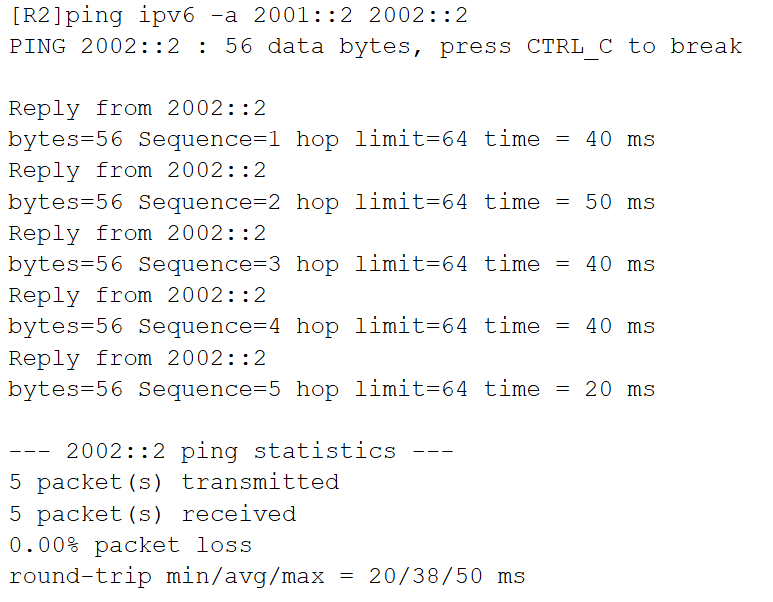 [R2]ping ipv6 -a 2001::2 2002::2
PING 2002::2 : 56 data bytes, press CTRL_C to break
Reply from 2002::2
bytes=56 Sequence=1 hop limit=64 time = 40 ms
Reply from 2002::2
bytes=56 Sequence=2 hop limit=64 time = 50 ms
Reply from 2002::2
bytes=56 Sequence=3 hop limit=64 time = 40 ms
Reply from 2002::2
bytes=56 Sequence=4 hop limit=64 time = 40 ms
Reply from 2002::2
bytes=56 Sequence=5 hop limit=64 time = 20 ms
--- 2002::2 ping statistics ---
5 packet(s) transmitted
5 packet(s) received
0.00% packet loss
round-trip min/avg/max = 20/38/50 ms